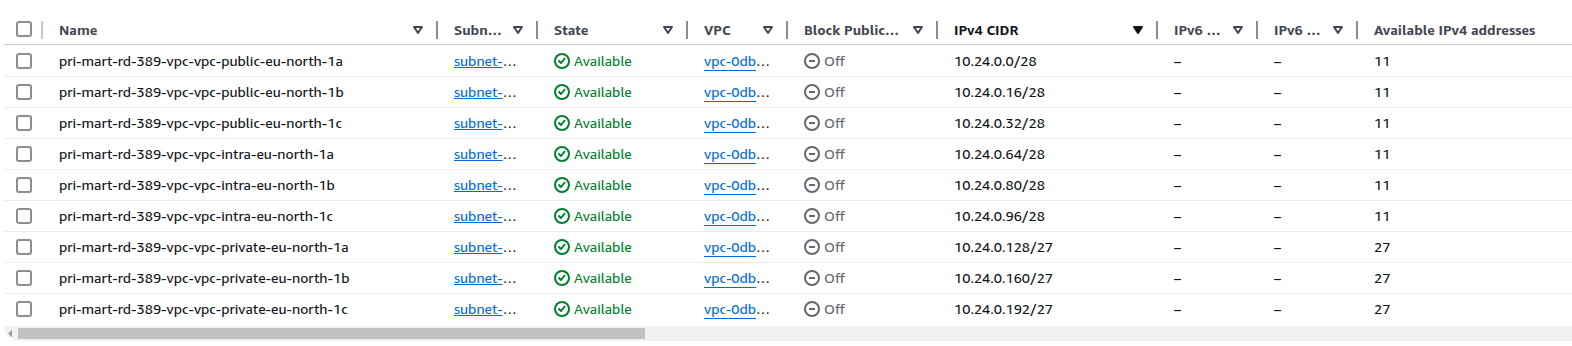 Name Subn... State VPC Block Public... IPv4 CIDR IPv6 ... IPv6 ... Available IPv4 addresses
pri-mart-rd-389-vpc-vpc-public-eu-north-1a subnet-... Available vpc-0db... Off 10.24.0.0/28 – – 11
pri-mart-rd-389-vpc-vpc-public-eu-north-1b subnet-... Available vpc-0db... Off 10.24.0.16/28 – – 11
pri-mart-rd-389-vpc-vpc-public-eu-north-1c subnet-... Available vpc-0db... Off 10.24.0.32/28 – – 11
pri-mart-rd-389-vpc-vpc-intra-eu-north-1a subnet-... Available vpc-0db... Off 10.24.0.64/28 – – 11
pri-mart-rd-389-vpc-vpc-intra-eu-north-1b subnet-... Available vpc-0db... Off 10.24.0.80/28 – – 11
pri-mart-rd-389-vpc-vpc-intra-eu-north-1c subnet-... Available vpc-0db... Off 10.24.0.96/28 – – 11
pri-mart-rd-389-vpc-vpc-private-eu-north-1a subnet-... Available vpc-0db... Off 10.24.0.128/27 – – 27
pri-mart-rd-389-vpc-vpc-private-eu-north-1b subnet-... Available vpc-0db... Off 10.24.0.160/27 – – 27
pri-mart-rd-389-vpc-vpc-private-eu-north-1c subnet-... Available vpc-0db... Off 10.24.0.192/27 – – 27